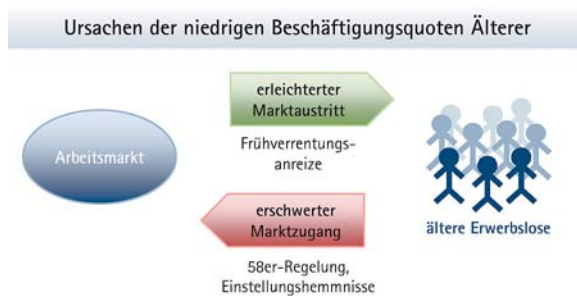 Ursachen der niedrigen Beschäftigungsquoten Älterer
erleichterter
Marktaustritt
Frühverrentungs-
anreize
Arbeitsmarkt
erschwerter
Marktzugang
58er-Regelung,
Einstellungshemmnisse
ältere Erwerbslose